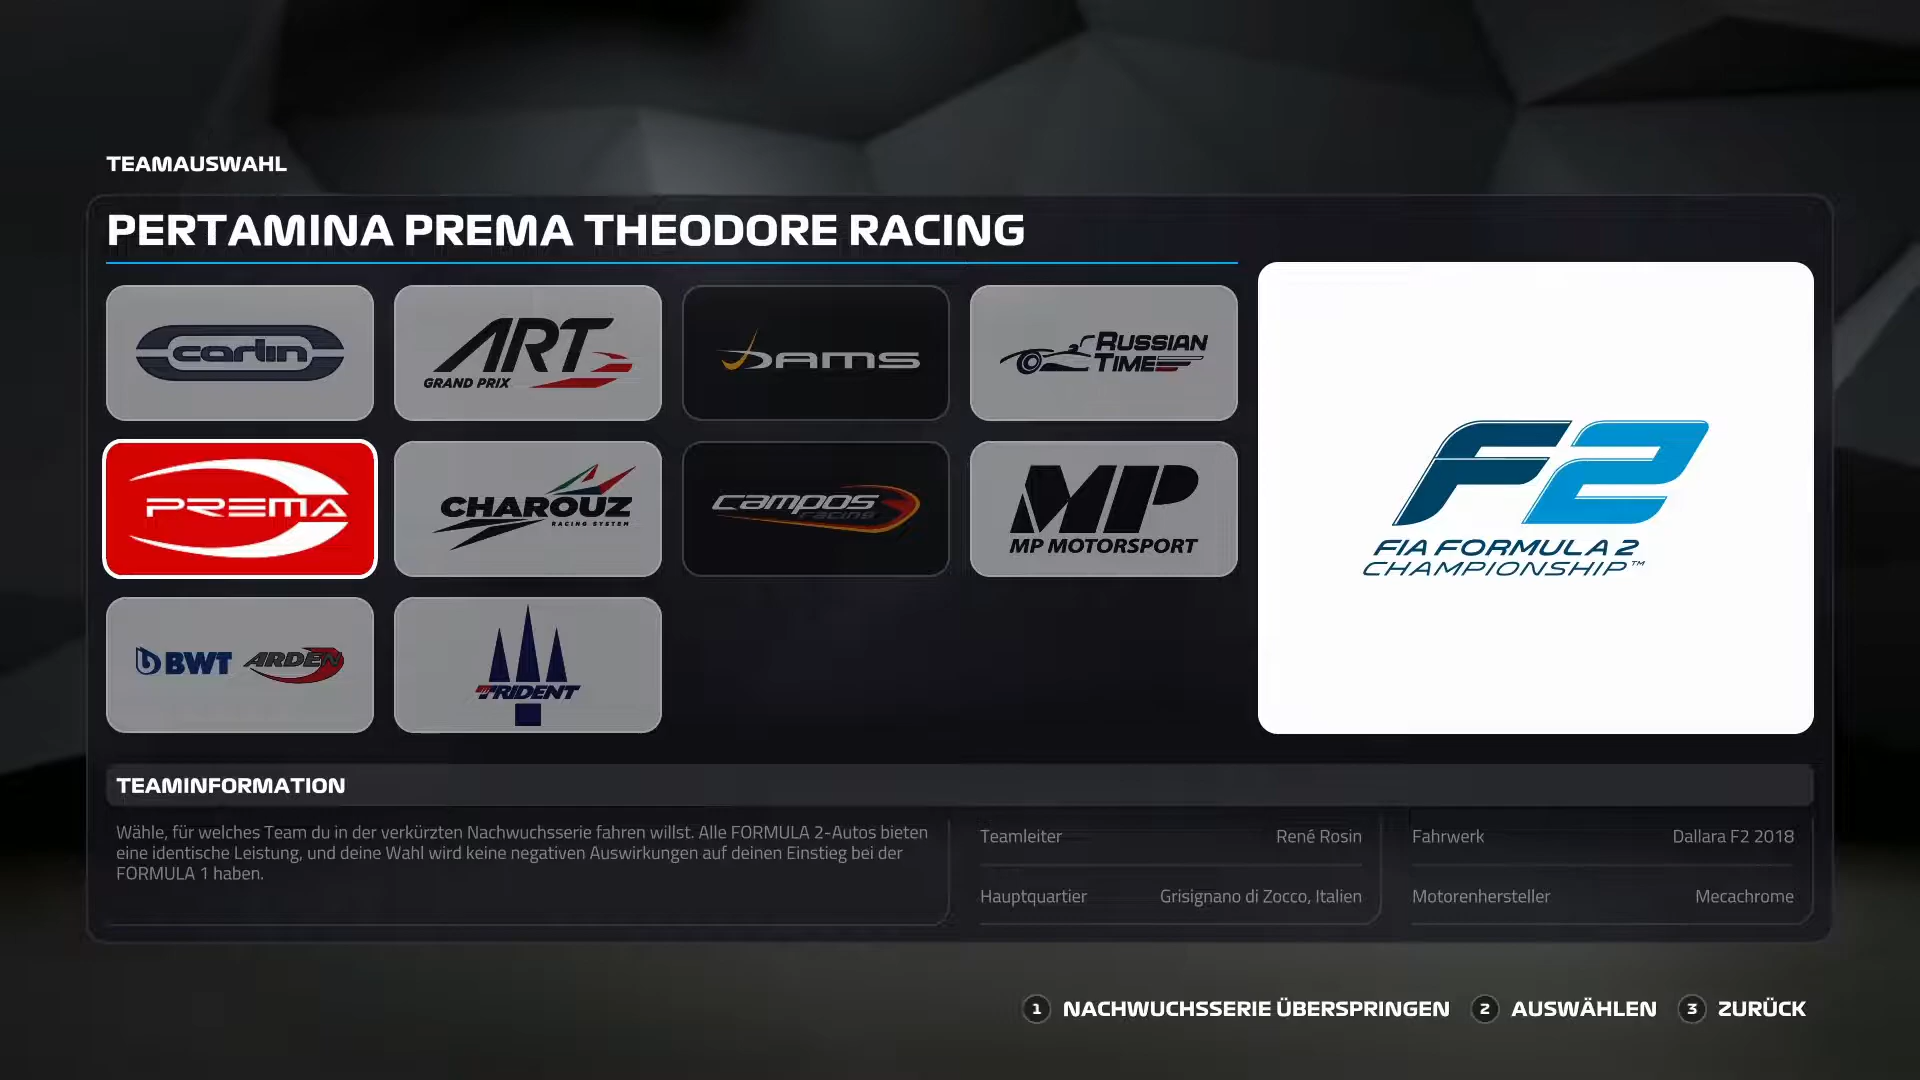 TEAMAUSWAHL
PERTAMINA PREMA THEODORE RACING
carlin
ART
GRAND PRIX
DAMS
RUSSIAN
TIME
PREMA
CHAROUZ
RACING SYSTEM
campos
racing
MP
MP MOTORSPORT
BWT ARDEN
TRIDENT
F2
FIA FORMULA 2
CHAMPIONSHIP™
TEAMINFORMATION
Wähle, für welches Team du in der verkürzten Nachwuchsserie fahren willst. Alle FORMULA 2-Autos bieten
eine identische Leistung, und deine Wahl wird keine negativen Auswirkungen auf deinen Einstieg bei der
FORMULA 1 haben.
Teamleiter René Rosin
Hauptquartier Grisignano di Zocco, Italien
Fahrwerk Dallara F2 2018
Motorenhersteller Mecachrome
1 NACHWUCHSSERIE ÜBERSPRINGEN 2 AUSWÄHLEN 3 ZURÜCK